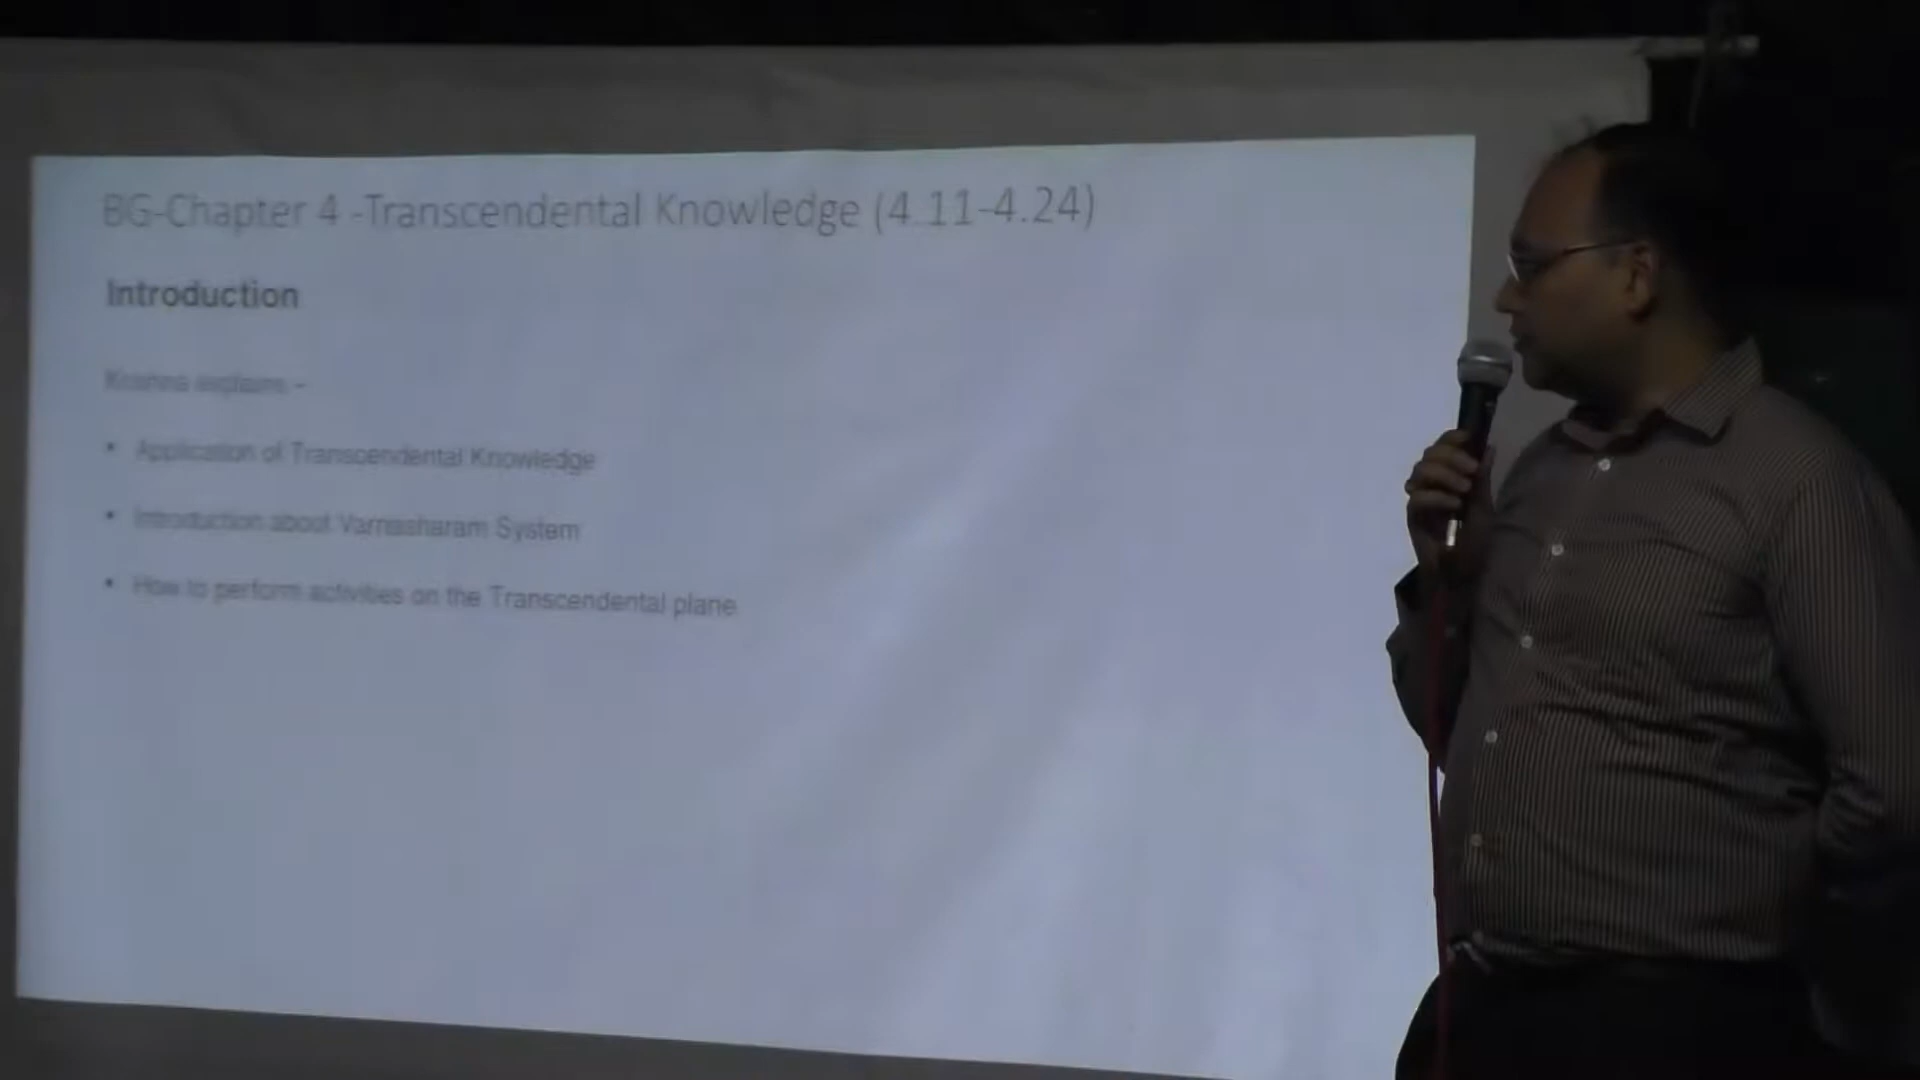 BG-Chapter 4 -Transcendental Knowledge (4.11-4.24)
Introduction
Krishna explains –
• Application of Transcendental Knowledge
• Introduction about Varnasharam System
• How to perform activities on the Transcendental plane